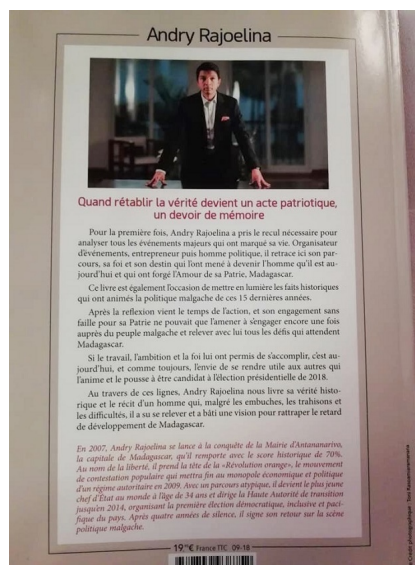 Andry Rajoelina
Quand rétablir la vérité devient un acte patriotique,
un devoir de mémoire
Pour la première fois, Andry Rajoelina a pris le recul nécessaire pour
analyser tous les événements majeurs qui ont marqué sa vie. Organisateur
d'événements, entrepreneur puis homme politique, il retrace ici son par-
cours, sa foi et son destin qui l'ont mené à devenir l'homme qu'il est au-
jourd'hui et qui ont forgé l'Amour de sa Patrie, Madagascar.
Ce livre est également l'occasion de mettre en lumière les faits historiques
qui ont animés la politique malgache de ces 15 dernières années.
Après la reflexion vient le temps de l'action, et son engagement sans
faille pour sa Patrie ne pouvait que l'amener à s'engager encore une fois
auprès du peuple malgache et relever avec lui tous les défis qui attendent
Madagascar.
Si le travail, l'ambition et la foi lui ont permis de s'accomplir, c'est au-
jourd'hui, et comme toujours, l'envie de se rendre utile aux autres qui
l'anime et le pousse à être candidat à l'élection présidentielle de 2018.
Au travers de ces lignes, Andry Rajoelina nous livre sa vérité histo-
rique et le récit d'un homme qui, malgré les embuches, les trahisons et
les difficultés, il a su se relever et a bâti une vision pour rattraper le retard
de développement de Madagascar.
En 2007, Andry Rajoelina se lance à la conquête de la Mairie d'Antananarivo,
la capitale de Madagascar, qu'il remporte avec le score historique de 70%.
Au nom de la liberté, il prend la tête de la «Révolution orange», le mouvement
de contestation populaire qui mettra fin au monopole économique et politique
d'un régime autoritaire en 2009. Avec un parcours atypique, il devient le plus jeune
chef d'État au monde à l'âge de 34 ans et dirige la Haute Autorité de transition
jusqu'en 2014, organisant la première élection démocratique, inclusive et paci-
fique du pays. Après quatre années de silence, il signe son retour sur la scène
politique malgache.
19,90€ France TTC 09-18